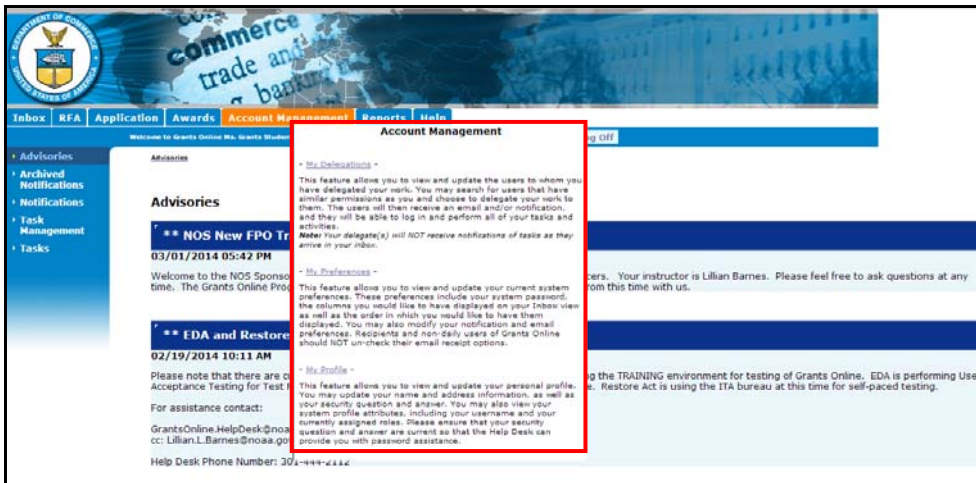 DEPARTMENT OF COMMERCE
UNITED STATES OF AMERICA
commerce
trade and
banking
Inbox RFA Application Awards Account Management Reports Help
Welcome to Grants Online Ms. Grants Studen
g Off
Advisories
Archived
Notifications
Notifications
Task
Management
Tasks
Advisories
Advisories
** NOS New FPO Tr
03/01/2014 05:42 PM
Welcome to the NOS Sponso cers. Your instructor is Lillian Barnes. Please feel free to ask questions at any
time. The Grants Online Prog rom this time with us.
** EDA and Restore
02/19/2014 10:11 AM
Please note that there are cu g the TRAINING environment for testing of Grants Online. EDA is performing Use
Acceptance Testing for Test e. Restore Act is using the ITA bureau at this time for self-paced testing.
For assistance contact:
GrantsOnline.HelpDesk@noa
cc: Lillian.L.Barnes@noaa.go
Help Desk Phone Number: 301-444-2112
Account Management
- My Delegations -
This feature allows you to view and update the users to whom you
have delegated your work. You may search for users that have
similar permissions as you and choose to delegate your work to
them. The users will then receive an email and/or notification,
and they will be able to log in and perform all of your tasks and
activities.
Note: Your delegate(s) will NOT receive notifications of tasks as they
arrive in your inbox.
- My Preferences -
This feature allows you to view and update your current system
preferences. These preferences include your system password,
the columns you would like to have displayed on your Inbox view
as well as the order in which you would like to have them
displayed. You may also modify your notification and email
preferences. Recipients and non-daily users of Grants Online
should NOT un-check their email receipt options.
- My Profile -
This feature allows you to view and update your personal profile.
You may update your name and address information, as well as
your security question and answer. You may also view your
system profile attributes, including your username and your
currently assigned roles. Please ensure that your security
question and answer are current so that the Help Desk can
provide you with password assistance.